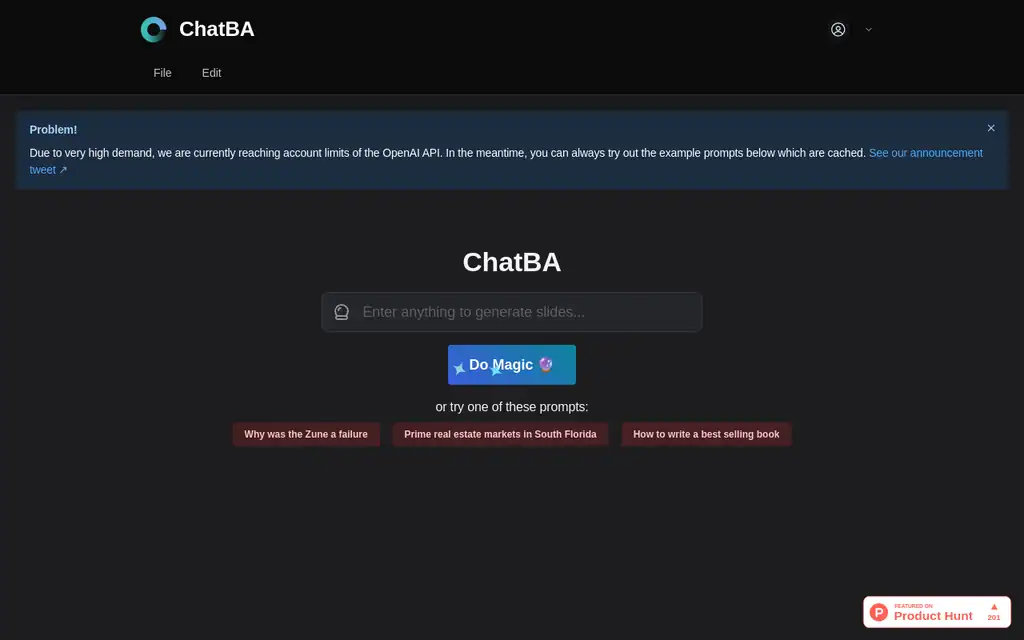 ChatBA
File Edit
Problem!
Due to very high demand, we are currently reaching account limits of the OpenAI API. In the meantime, you can always try out the example prompts below which are cached. See our announcement
tweet ↗
ChatBA
Enter anything to generate slides...
Do Magic 🔮
or try one of these prompts:
Why was the Zune a failure
Prime real estate markets in South Florida
How to write a best selling book
P
FEATURED ON
Product Hunt
▲
201